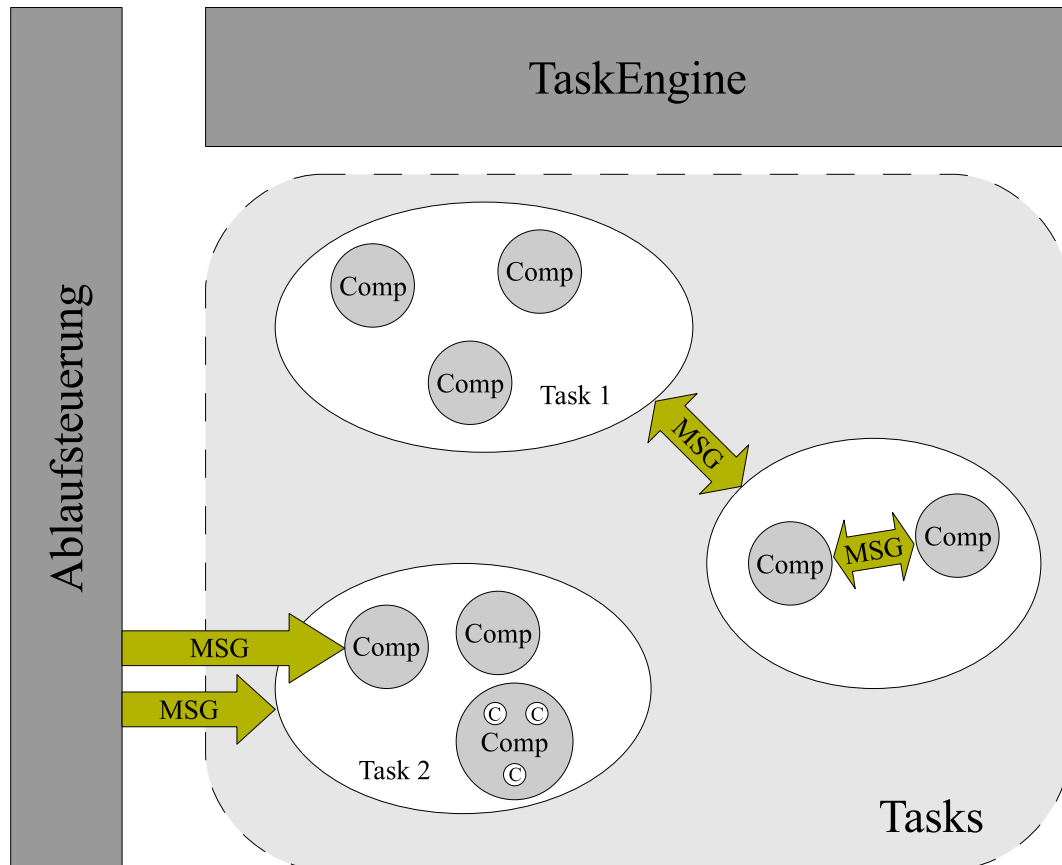 TaskEngine
Ablaufsteuerung
Comp
Comp
Comp
Task 1
MSG
Comp
MSG
Comp
MSG
Comp
Comp
MSG
C
C
Comp
C
Task 2
Tasks